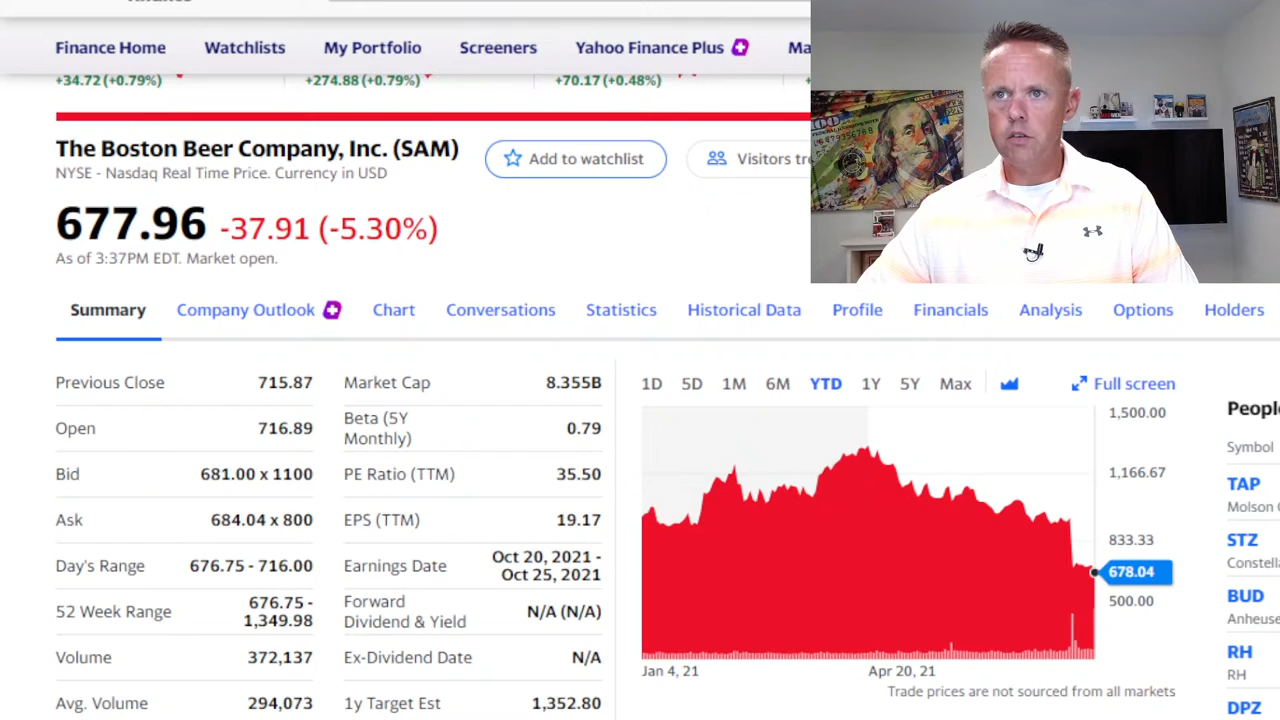 Finance Home Watchlists My Portfolio Screeners Yahoo Finance Plus Ma
+34.72 (+0.79%) +274.88 (+0.79%) +70.17 (+0.48%)
The Boston Beer Company, Inc. (SAM)
NYSE - Nasdaq Real Time Price. Currency in USD
Add to watchlist
Visitors tre
677.96 -37.91 (-5.30%)
As of 3:37PM EDT. Market open.
Summary Company Outlook Chart Conversations Statistics Historical Data Profile Financials Analysis Options Holders
Previous Close 715.87
Open 716.89
Bid 681.00 x 1100
Ask 684.04 x 800
Day's Range 676.75 - 716.00
52 Week Range 676.75 -
1,349.98
Volume 372,137
Avg. Volume 294,073
Market Cap 8.355B
Beta (5Y
Monthly) 0.79
PE Ratio (TTM) 35.50
EPS (TTM) 19.17
Earnings Date Oct 20, 2021 -
Oct 25, 2021
Forward
Dividend & Yield N/A (N/A)
Ex-Dividend Date N/A
1y Target Est 1,352.80
1D 5D 1M 6M YTD 1Y 5Y Max Full screen
1,500.00
1,166.67
833.33
678.04
500.00
Jan 4, 21 Apr 20, 21
Trade prices are not sourced from all markets
Peopl
Symbol
TAP
Molson C
STZ
Constella
BUD
Anheuse
RH
RH
DPZ